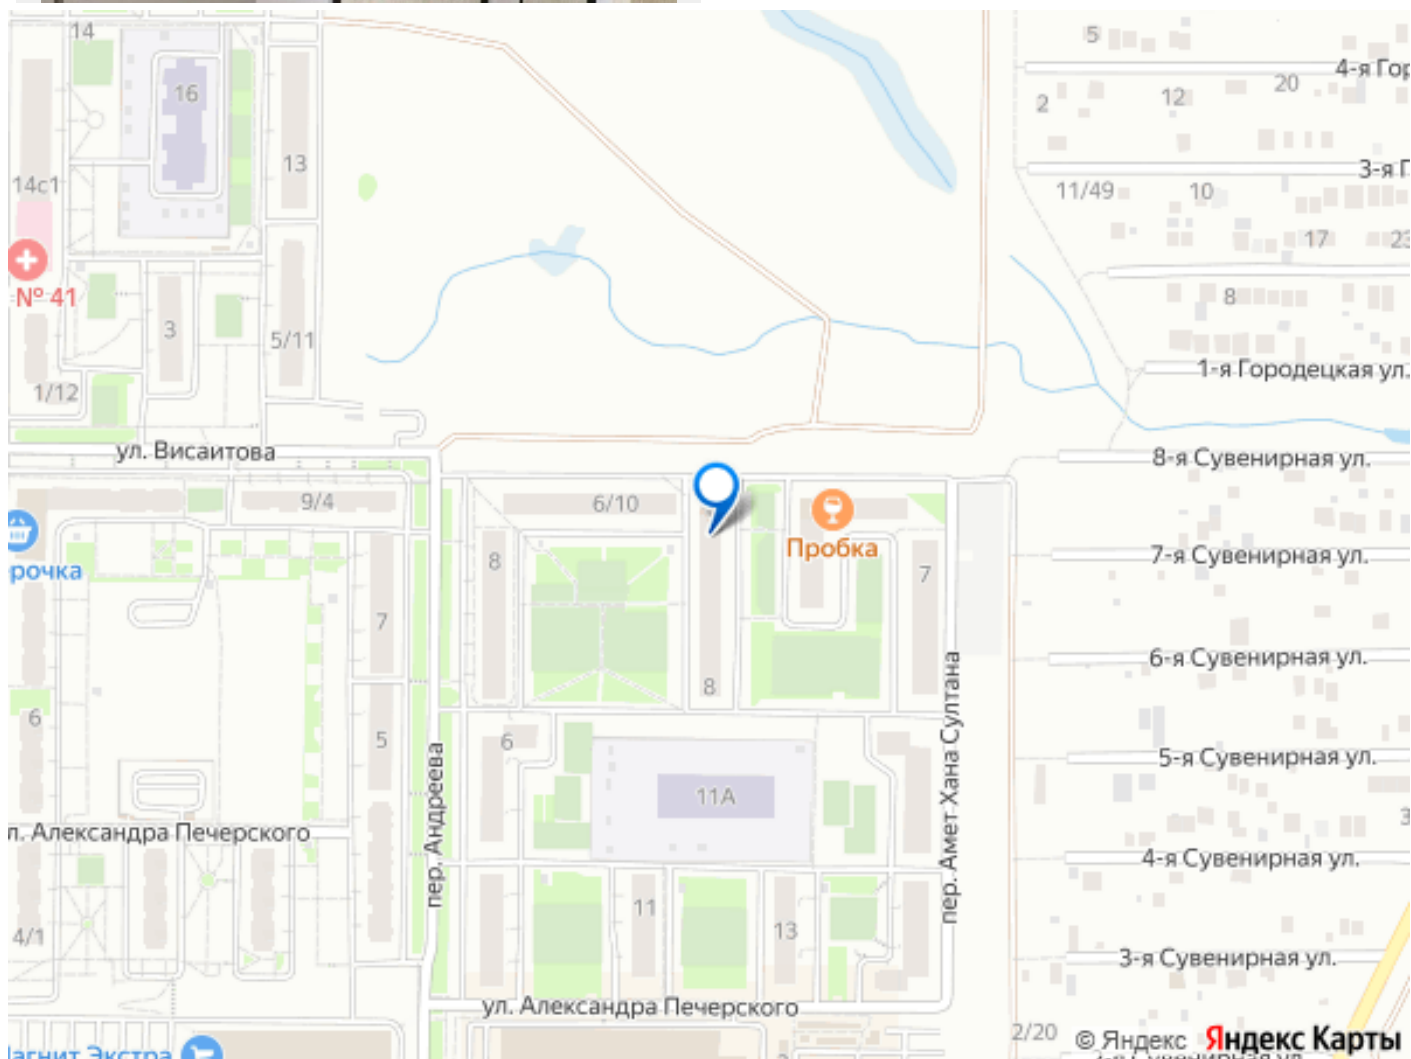 14
5
4-я Гор
16
2
12
20
13
3-я Г
14с1
11/49
10
17
23
№ 41
8
3
5/11
1/12
1-я Городецкая ул.
ул. Висаитова
8-я Сувенирная ул.
9/4
6/10
Пробка
7-я Сувенирная ул.
рочка
8
7
7
6-я Сувенирная ул.
8
6
5
6
5-я Сувенирная ул.
11А
3
пер. Андреева
пер. Амет-Хана Султана
л. Александра Печерского
4-я Сувенирная ул.
11
13
4/1
3-я Сувенирная ул.
ул. Александра Печерского
2/20
© Яндекс Яндекс Карты
агнит Экстра